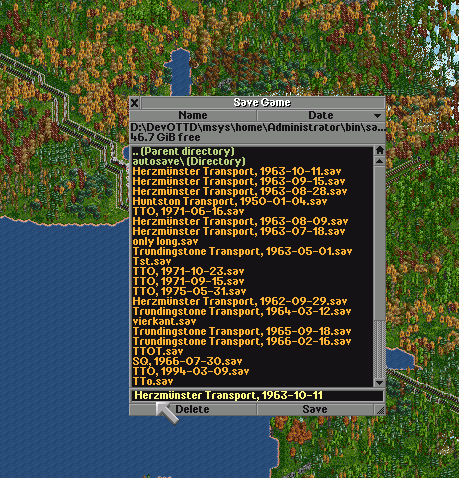 X Save Game
Name Date
D:\DevOTTD\msys\home\Administrator\bin\sa...
46.7 GiB free
.. (Parent directory)
autosave\ (Directory)
Herzmünster Transport, 1963-10-11.sav
Herzmünster Transport, 1963-09-15.sav
Herzmünster Transport, 1963-08-28.sav
Huntston Transport, 1950-01-04.sav
TTO, 1971-06-16.sav
Herzmünster Transport, 1963-08-09.sav
Herzmünster Transport, 1963-07-18.sav
only long.sav
Trundingstone Transport, 1963-05-01.sav
Tst.sav
TTO, 1971-10-23.sav
TTO, 1971-09-15.sav
TTO, 1975-05-31.sav
Herzmünster Transport, 1962-09-29.sav
Trundingstone Transport, 1964-03-12.sav
vierkant.sav
Trundingstone Transport, 1965-09-18.sav
Trundingstone Transport, 1966-02-16.sav
TTOT.sav
SQ, 1966-07-30.sav
TTO, 1994-03-09.sav
TTo.sav
Herzmünster Transport, 1963-10-11
Delete Save